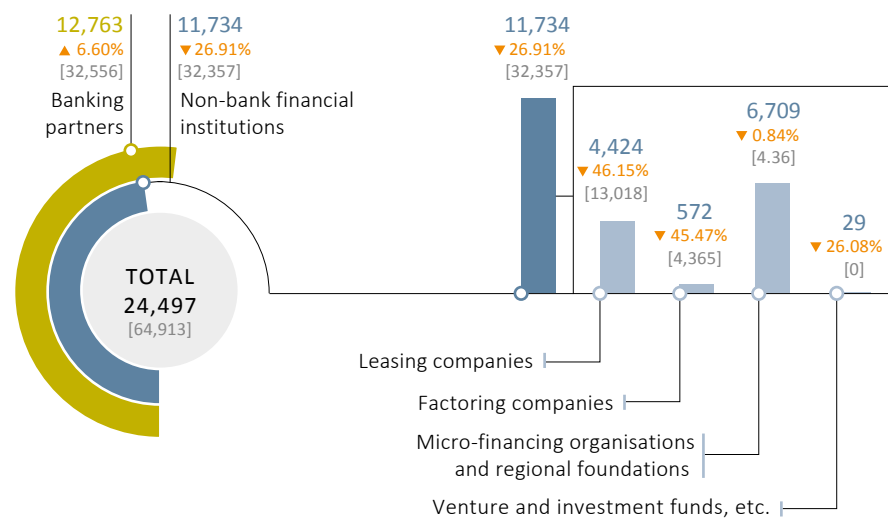 12,763
▲ 6.60%
[32,556]
Banking
partners
11,734
▼ 26.91%
[32,357]
Non-bank financial
institutions
TOTAL
24,497
[64,913]
11,734
▼ 26.91%
[32,357]
4,424
▼ 46.15%
[13,018]
572
▼ 45.47%
[4,365]
6,709
▼ 0.84%
[4.36]
29
▼ 26.08%
[0]
Leasing companies
Factoring companies
Micro-financing organisations
and regional foundations
Venture and investment funds, etc.